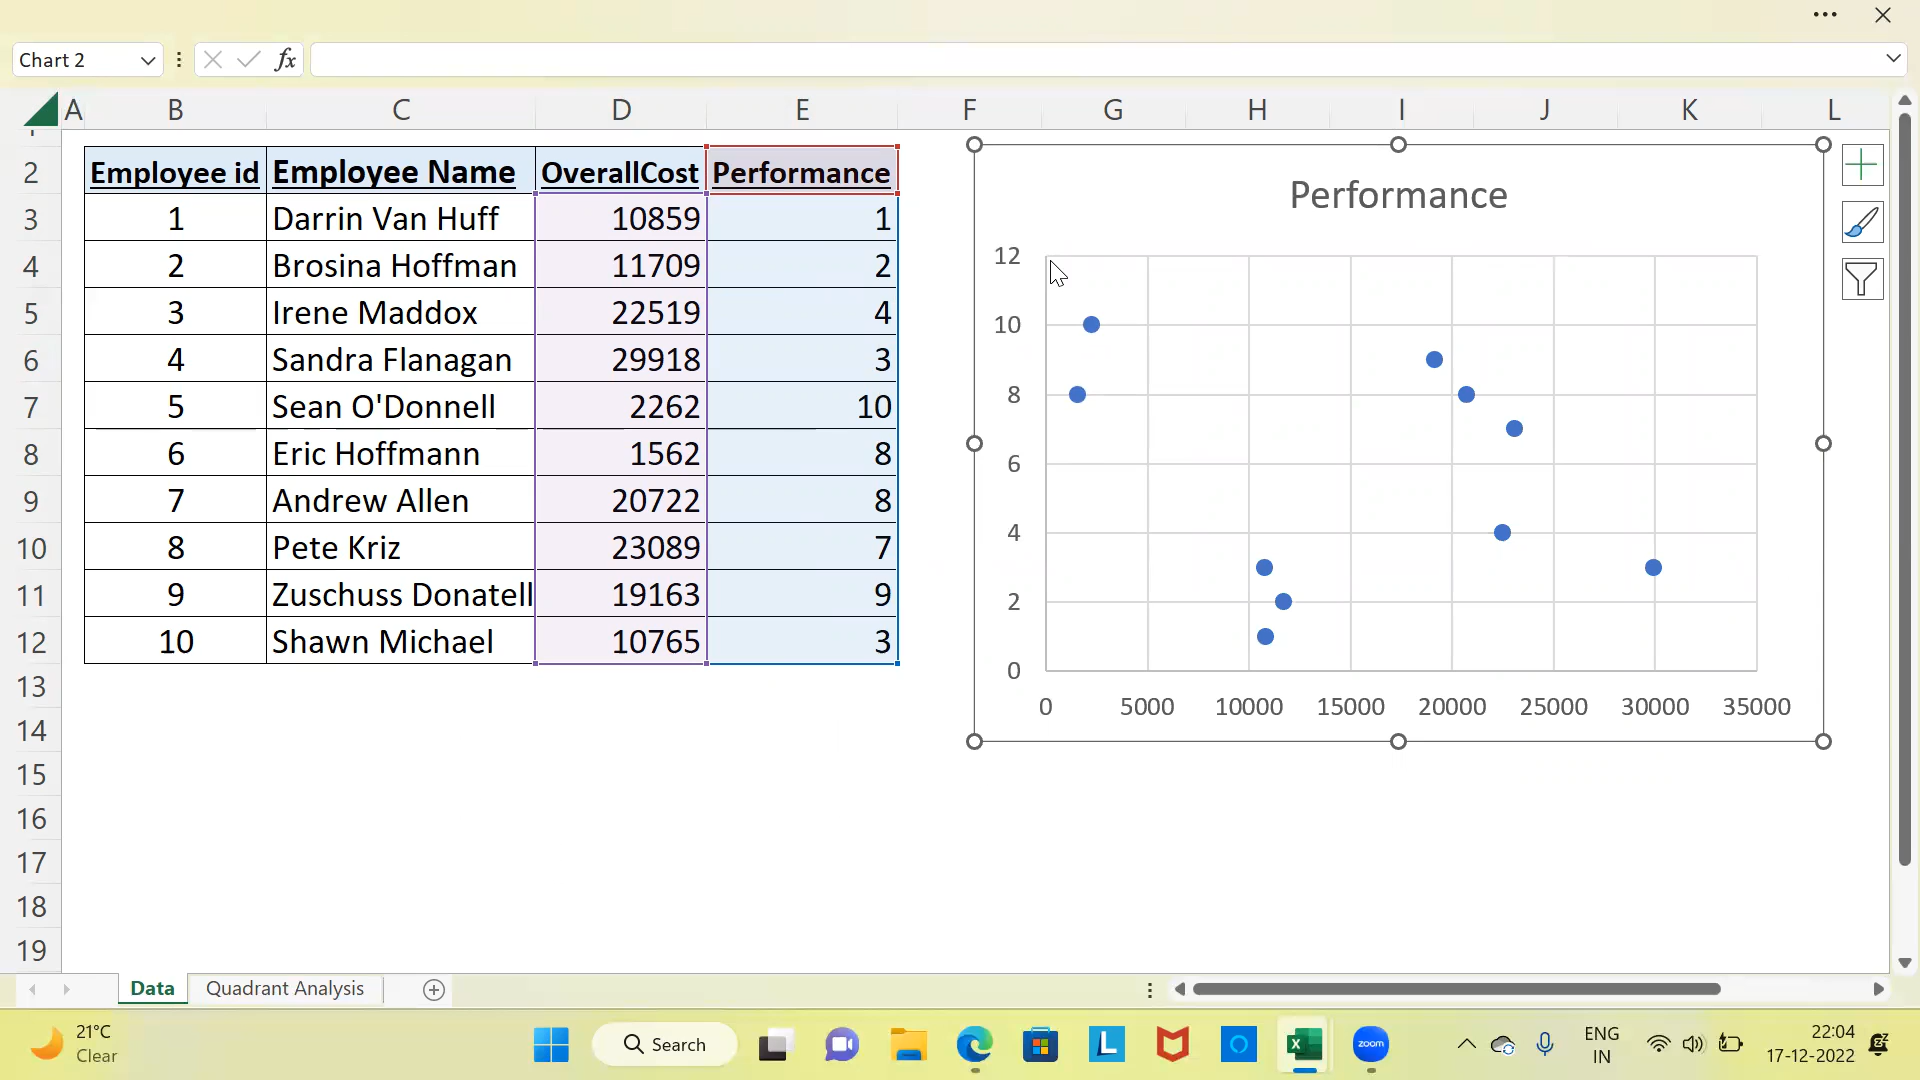 Chart 2
fx
A B C D E F G H I J K L
2 Employee id Employee Name OverallCost Performance
3 1 Darrin Van Huff 10859 1
4 2 Brosina Hoffman 11709 2
5 3 Irene Maddox 22519 4
6 4 Sandra Flanagan 29918 3
7 5 Sean O'Donnell 2262 10
8 6 Eric Hoffmann 1562 8
9 7 Andrew Allen 20722 8
10 8 Pete Kriz 23089 7
11 9 Zuschuss Donatell 19163 9
12 10 Shawn Michael 10765 3
13
14
15
16
17
18
19
Performance
12
10
8
6
4
2
0
0 5000 10000 15000 20000 25000 30000 35000
Data Quadrant Analysis
21°C
Clear
Search
L
X
zoom
ENG
IN
22:04
17-12-2022